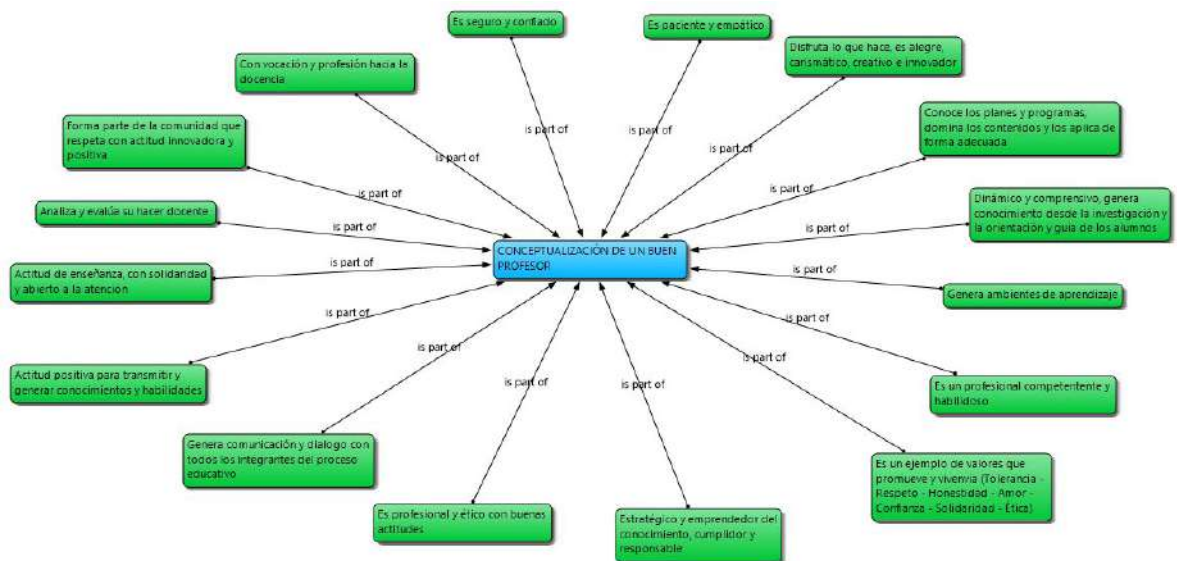 Es seguro y confiado
Es paciente y empático
Disfruta lo que hace, es alegre,
carismático, creativo e innovador
Con vocación y profesión hacia la
docencia
Conoce los planes y programas,
domina los contenidos y los aplica de
forma adecuada
Forma parte de la comunidad que
respeta con actitud innovadora y
positiva
is part of
is part of
is part of
is part of
is part of
is part of
Dinámico y comprensivo, genera
conocimiento desde la investigación y
la orientación y guía de los alumnos
Analiza y evalúa su hacer docente
is part of
is part of
CONCEPTUALIZACIÓN DE UN BUEN
PROFESOR
Actitud de enseñanza, con solidaridad
y abierto a la atención
is part of
is part of
Genera ambientes de aprendizaje
is part of
is part of
is part of
is part of
is part of
is part of
Actitud positiva para transmitir y
generar conocimientos y habilidades
Es un profesional competentente y
habilidoso
Genera comunicación y dialogo con
todos los integrantes del proceso
educativo
Es un ejemplo de valores que
promueve y vivenvia (Tolerancia -
Respeto - Honestidad - Amor -
Confianza - Solidaridad - Ética)
Es profesional y ético con buenas
actitudes
Estratégico y emprendedor del
conocimiento, cumplidor y
responsable